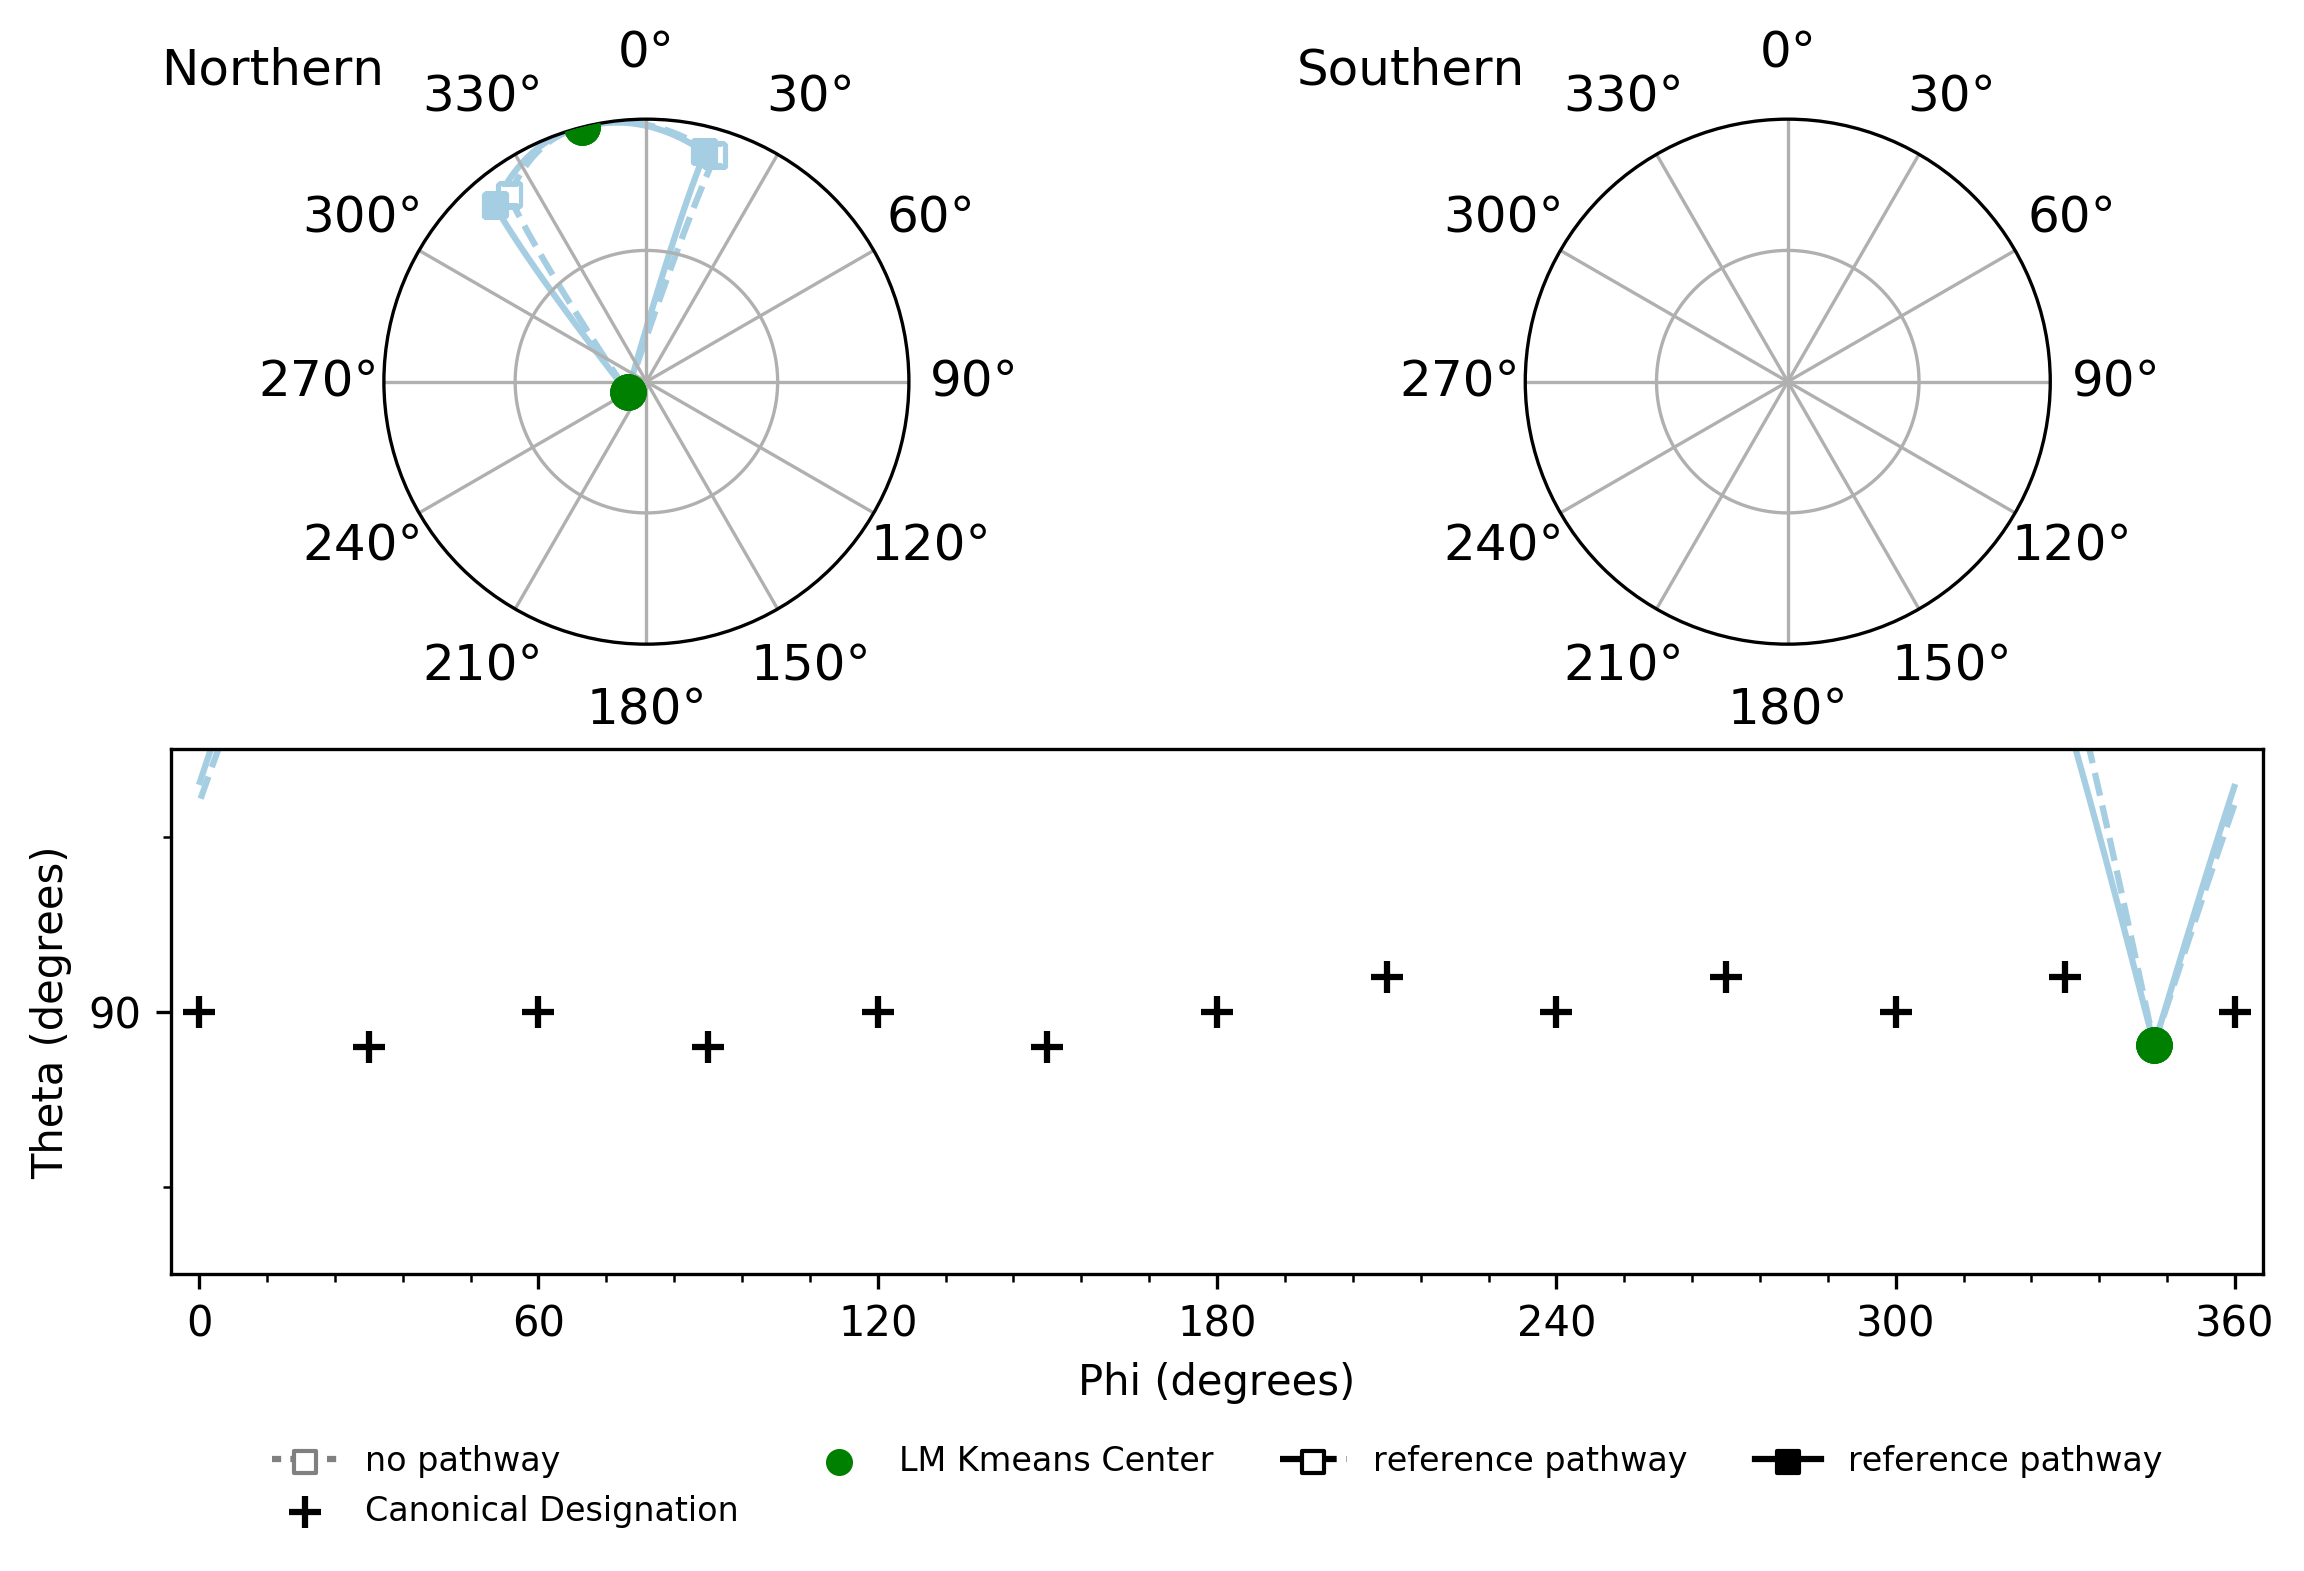 Northern
0°
330°
30°
300°
60°
270°
90°
240°
120°
210°
150°
180°
Southern
0°
330°
30°
300°
60°
270°
90°
240°
120°
210°
150°
180°
Theta (degrees)
90
0 60 120 180 240 300 360
Phi (degrees)
no pathway
Canonical Designation
LM Kmeans Center
reference pathway
reference pathway